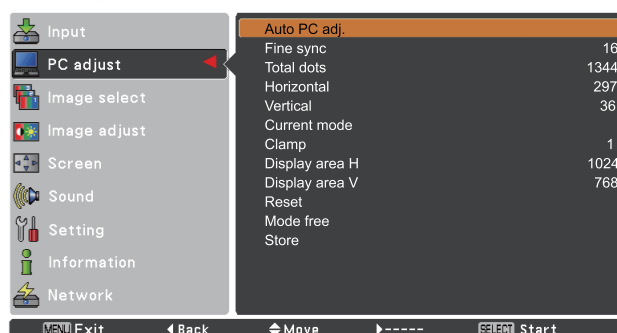 Input
PC adjust
Image select
Image adjust
Screen
Sound
Setting
Information
Network
Auto PC adj.
Fine sync 16
Total dots 1344
Horizontal 297
Vertical 36
Current mode
Clamp 1
Display area H 1024
Display area V 768
Reset
Mode free
Store
MENU Exit Back Move ----- SELECT Start